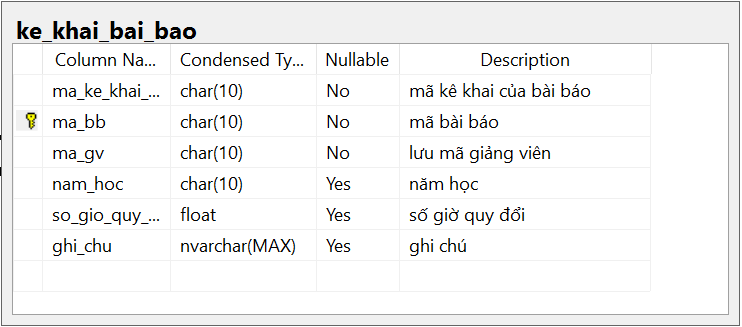 ke_khai_bai_bao
Column Na... Condensed Ty... Nullable Description
ma_ke_khai_... char(10) No mã kê khai của bài báo
ma_bb char(10) No mã bài báo
ma_gv char(10) No lưu mã giảng viên
nam_hoc char(10) Yes năm học
so_gio_quy_... float Yes số giờ quy đổi
ghi_chu nvarchar(MAX) Yes ghi chú